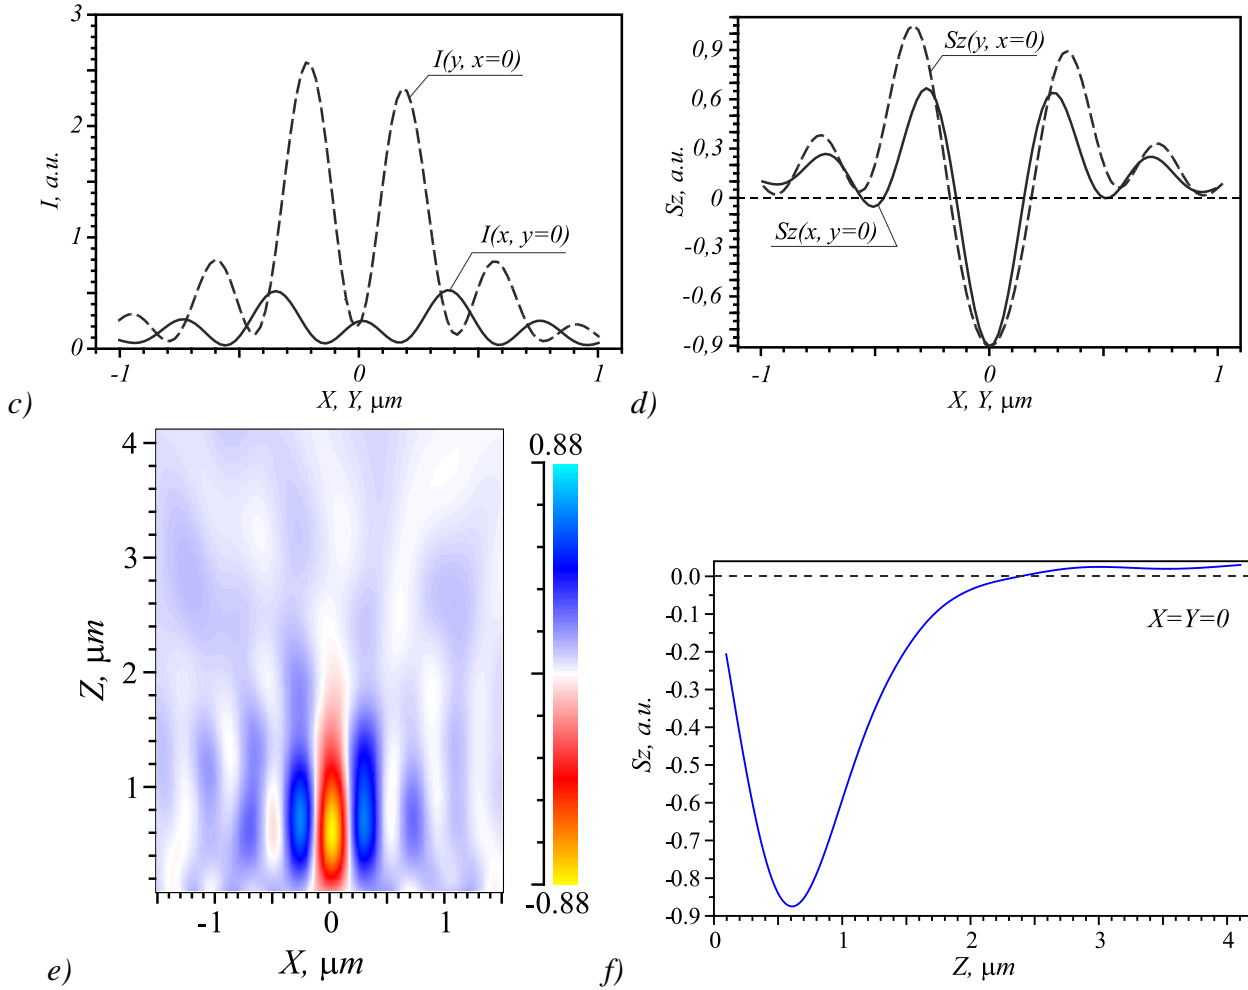 3
2
1
0
I, a.u.
I(y, x=0)
I(x, y=0)
-1
0
1
X, Y, μm
c)
0,9
0,6
0,3
0
-0,3
-0,6
-0,9
Sz, a.u.
Sz(y, x=0)
Sz(x, y=0)
-1
0
1
X, Y, μm
d)
4
3
2
1
Z, μm
-1
0
1
X, μm
0.88
-0.88
e)
0.0
-0.1
-0.2
-0.3
-0.4
-0.5
-0.6
-0.7
-0.8
-0.9
Sz, a.u.
X=Y=0
0
1
2
3
4
Z, μm
f)